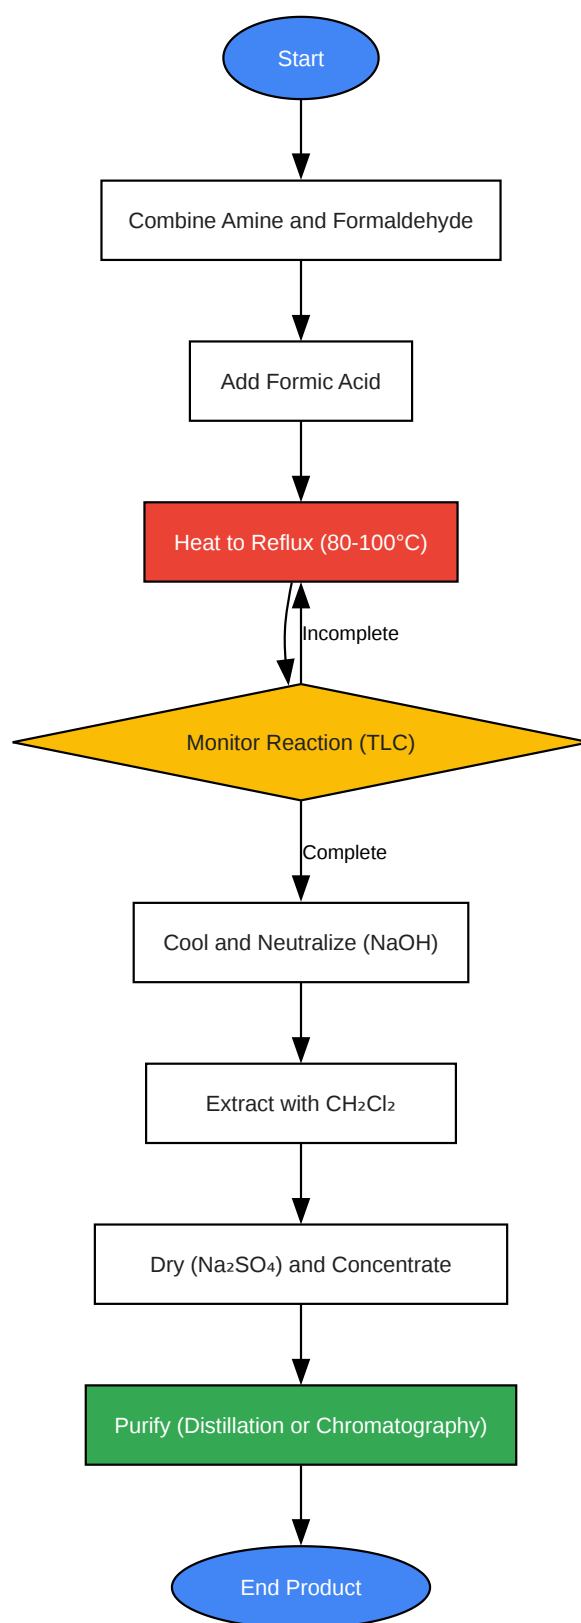 Start
Combine Amine and Formaldehyde
Add Formic Acid
Heat to Reflux (80-100°C)
Incomplete
Monitor Reaction (TLC)
Complete
Cool and Neutralize (NaOH)
Extract with CH₂Cl₂
Dry (Na₂SO₄) and Concentrate
Purify (Distillation or Chromatography)
End Product